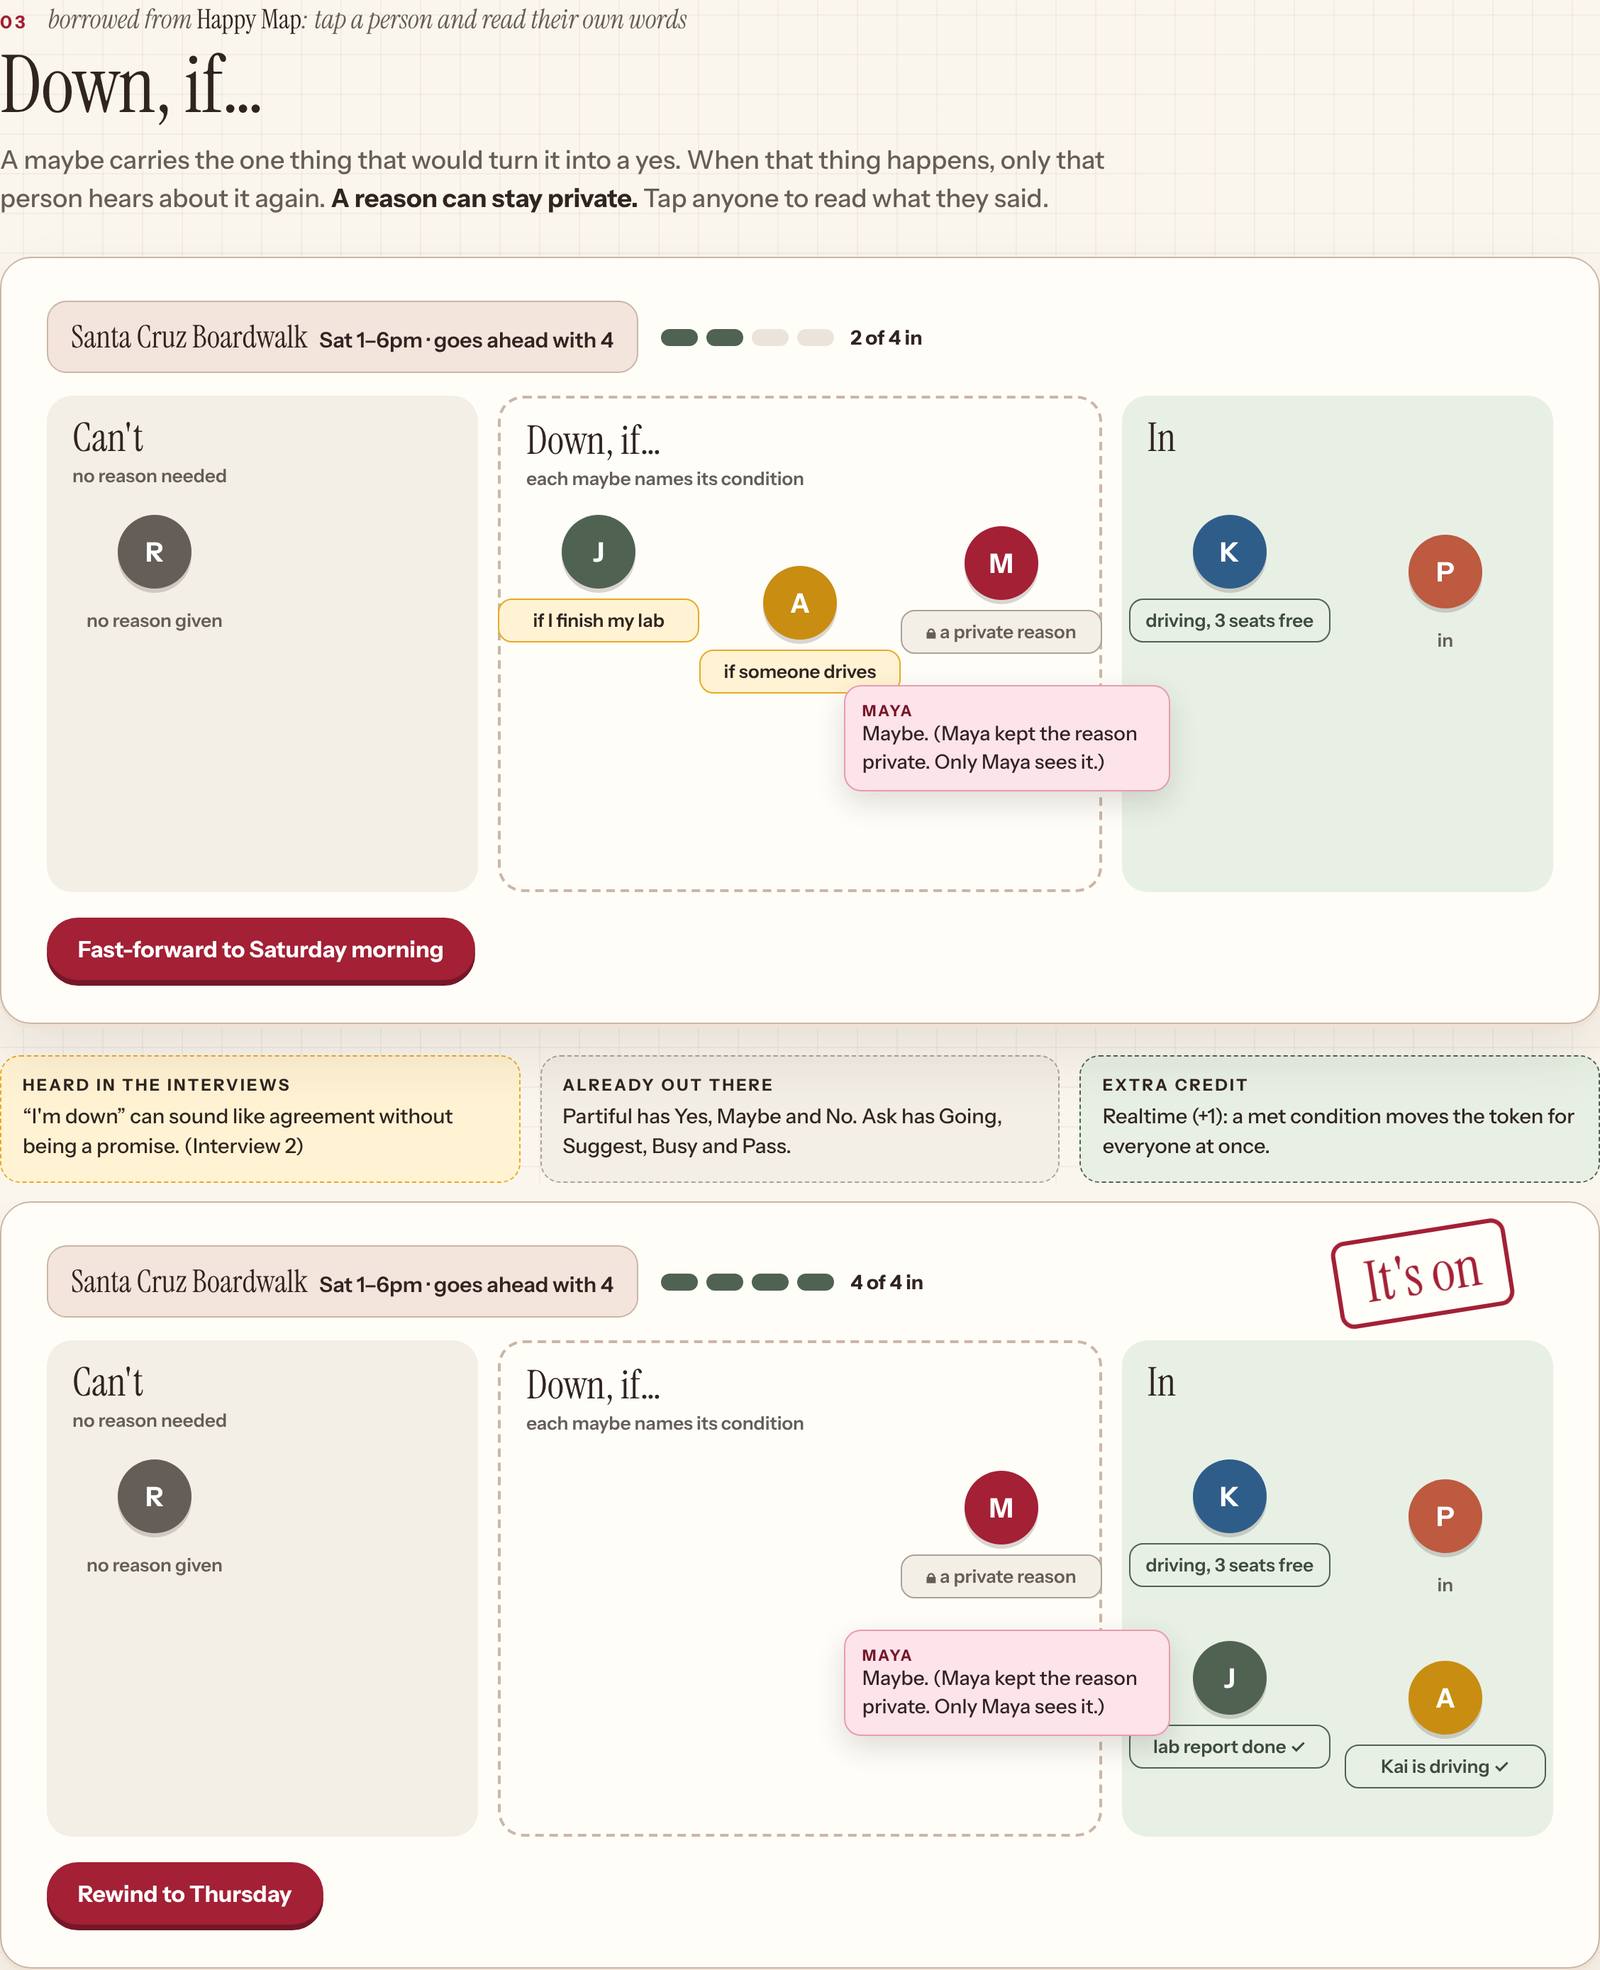 03 borrowed from Happy Map: tap a person and read their own words
Down, if...
A maybe carries the one thing that would turn it into a yes. When that thing happens, only that
person hears about it again. A reason can stay private. Tap anyone to read what they said.
Santa Cruz Boardwalk Sat 1–6pm · goes ahead with 4
2 of 4 in
Can't
no reason needed
R
no reason given
Down, if...
each maybe names its condition
J
if I finish my lab
A
if someone drives
M
a private reason
MAYA
Maybe. (Maya kept the reason
private. Only Maya sees it.)
In
K
driving, 3 seats free
P
in
Fast-forward to Saturday morning
HEARD IN THE INTERVIEWS
“I'm down” can sound like agreement without
being a promise. (Interview 2)
ALREADY OUT THERE
Partiful has Yes, Maybe and No. Ask has Going,
Suggest, Busy and Pass.
EXTRA CREDIT
Realtime (+1): a met condition moves the token for
everyone at once.
Santa Cruz Boardwalk Sat 1–6pm · goes ahead with 4
4 of 4 in
It's on
Can't
no reason needed
R
no reason given
Down, if...
each maybe names its condition
M
a private reason
MAYA
Maybe. (Maya kept the reason
private. Only Maya sees it.)
In
K
driving, 3 seats free
P
in
J
lab report done ✓
A
Kai is driving ✓
Rewind to Thursday